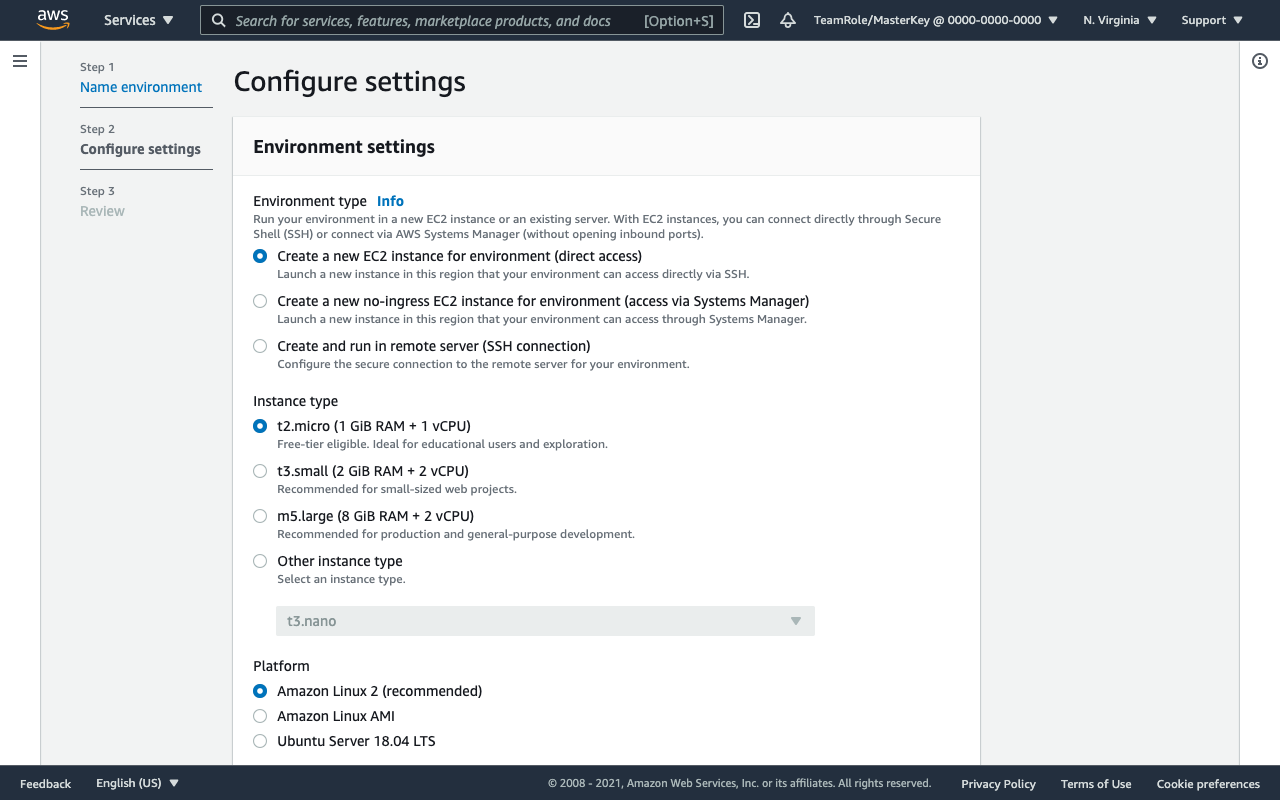 aws
Services
Search for services, features, marketplace products, and docs [Option+S]
TeamRole/MasterKey @ 0000-0000-0000
N. Virginia
Support
Step 1
Name environment
Step 2
Configure settings
Step 3
Review
Configure settings
Environment settings
Environment type Info
Run your environment in a new EC2 instance or an existing server. With EC2 instances, you can connect directly through Secure
Shell (SSH) or connect via AWS Systems Manager (without opening inbound ports).
Create a new EC2 instance for environment (direct access)
Launch a new instance in this region that your environment can access directly via SSH.
Create a new no-ingress EC2 instance for environment (access via Systems Manager)
Launch a new instance in this region that your environment can access through Systems Manager.
Create and run in remote server (SSH connection)
Configure the secure connection to the remote server for your environment.
Instance type
t2.micro (1 GiB RAM + 1 vCPU)
Free-tier eligible. Ideal for educational users and exploration.
t3.small (2 GiB RAM + 2 vCPU)
Recommended for small-sized web projects.
m5.large (8 GiB RAM + 2 vCPU)
Recommended for production and general-purpose development.
Other instance type
Select an instance type.
t3.nano
Platform
Amazon Linux 2 (recommended)
Amazon Linux AMI
Ubuntu Server 18.04 LTS
Feedback
English (US)
© 2008 - 2021, Amazon Web Services, Inc. or its affiliates. All rights reserved.
Privacy Policy
Terms of Use
Cookie preferences